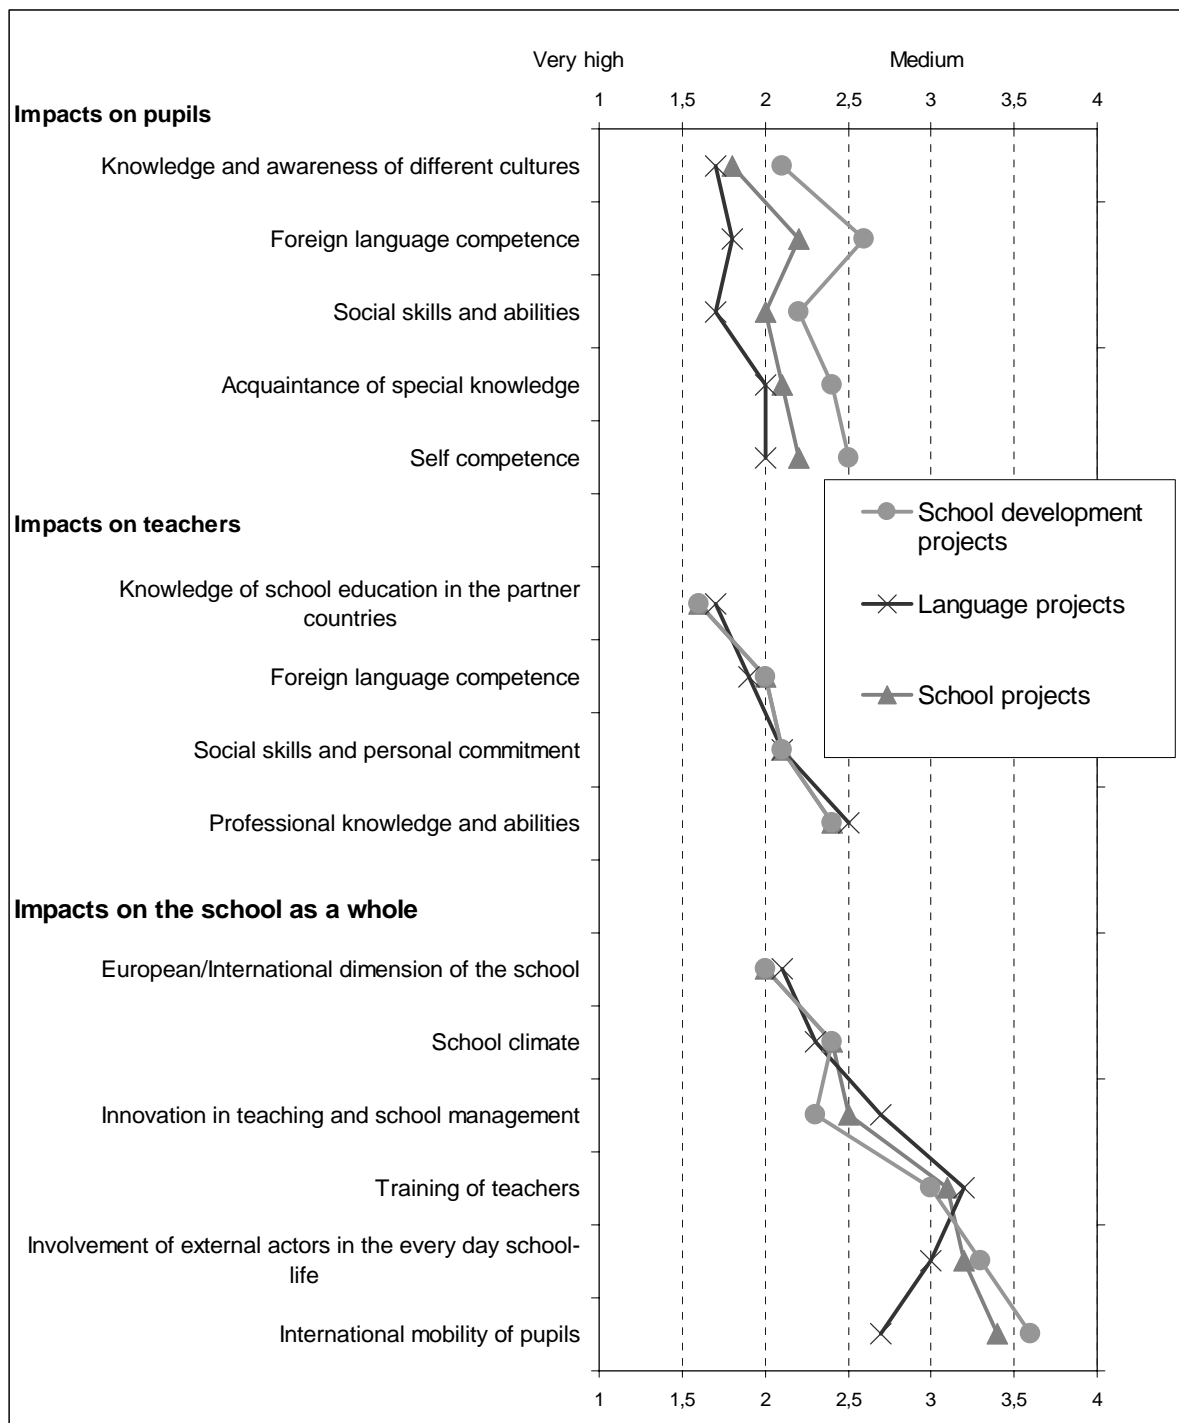 Very high Medium
1 1,5 2 2,5 3 3,5 4
Impacts on pupils
Knowledge and awareness of different cultures
Foreign language competence
Social skills and abilities
Acquaintance of special knowledge
Self competence
Impacts on teachers
Knowledge of school education in the partner
countries
Foreign language competence
Social skills and personal commitment
Professional knowledge and abilities
School development
projects
Language projects
School projects
Impacts on the school as a whole
European/International dimension of the school
School climate
Innovation in teaching and school management
Training of teachers
Involvement of external actors in the every day school-
life
International mobility of pupils
1 1,5 2 2,5 3 3,5 4